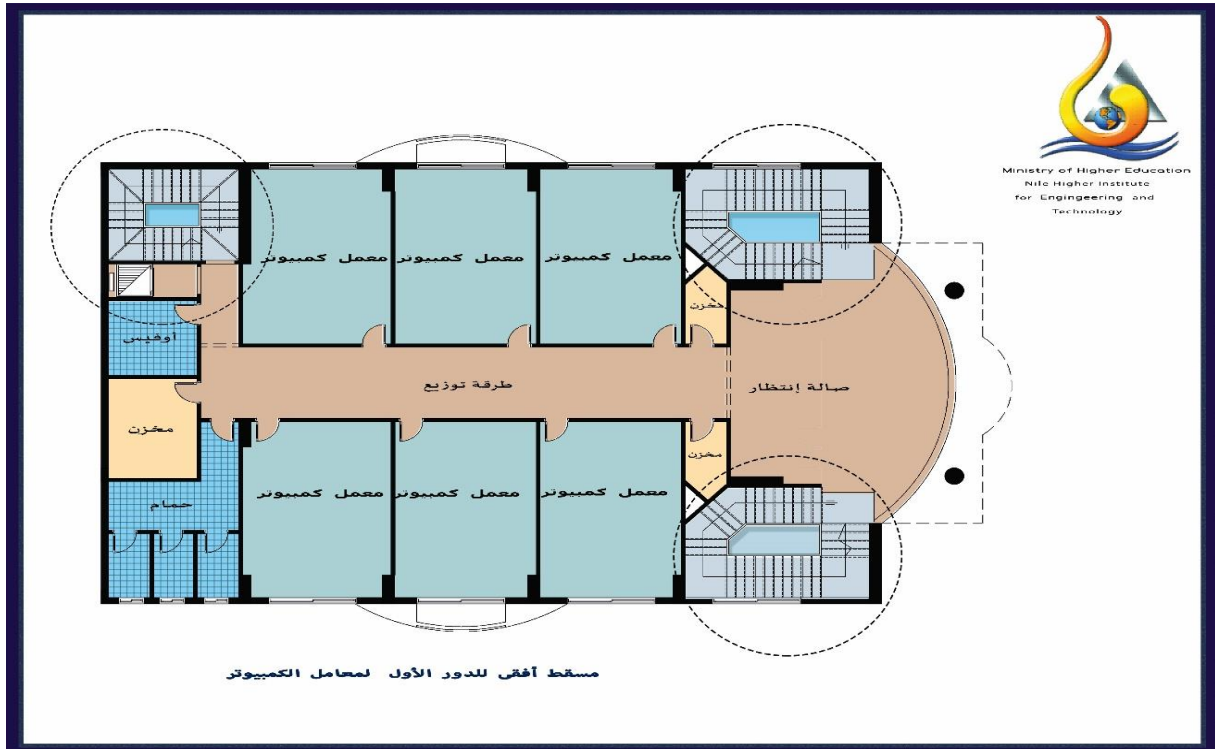 Ministry of Higher Education
Nile Higher Institute
for Engingeering and
Technology
معمل كمبيوتر
معمل كمبيوتر
معمل كمبيوتر
مخزن
أوفيس
طرقة توزيع
صالة إنتظار
مخزن
مخزن
معمل كمبيوتر
معمل كمبيوتر
معمل كمبيوتر
حمام
مسقط أفقى للدور الأول لمعامل الكمبيوتر